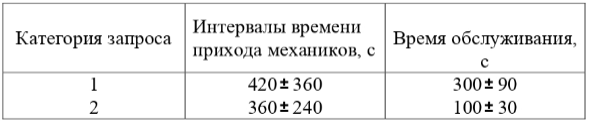 Категория запроса
Интервалы времени
прихода механиков, с
Время обслуживания,
с
1 420 ± 360 300 ± 90
2 360 ± 240 100 ± 30